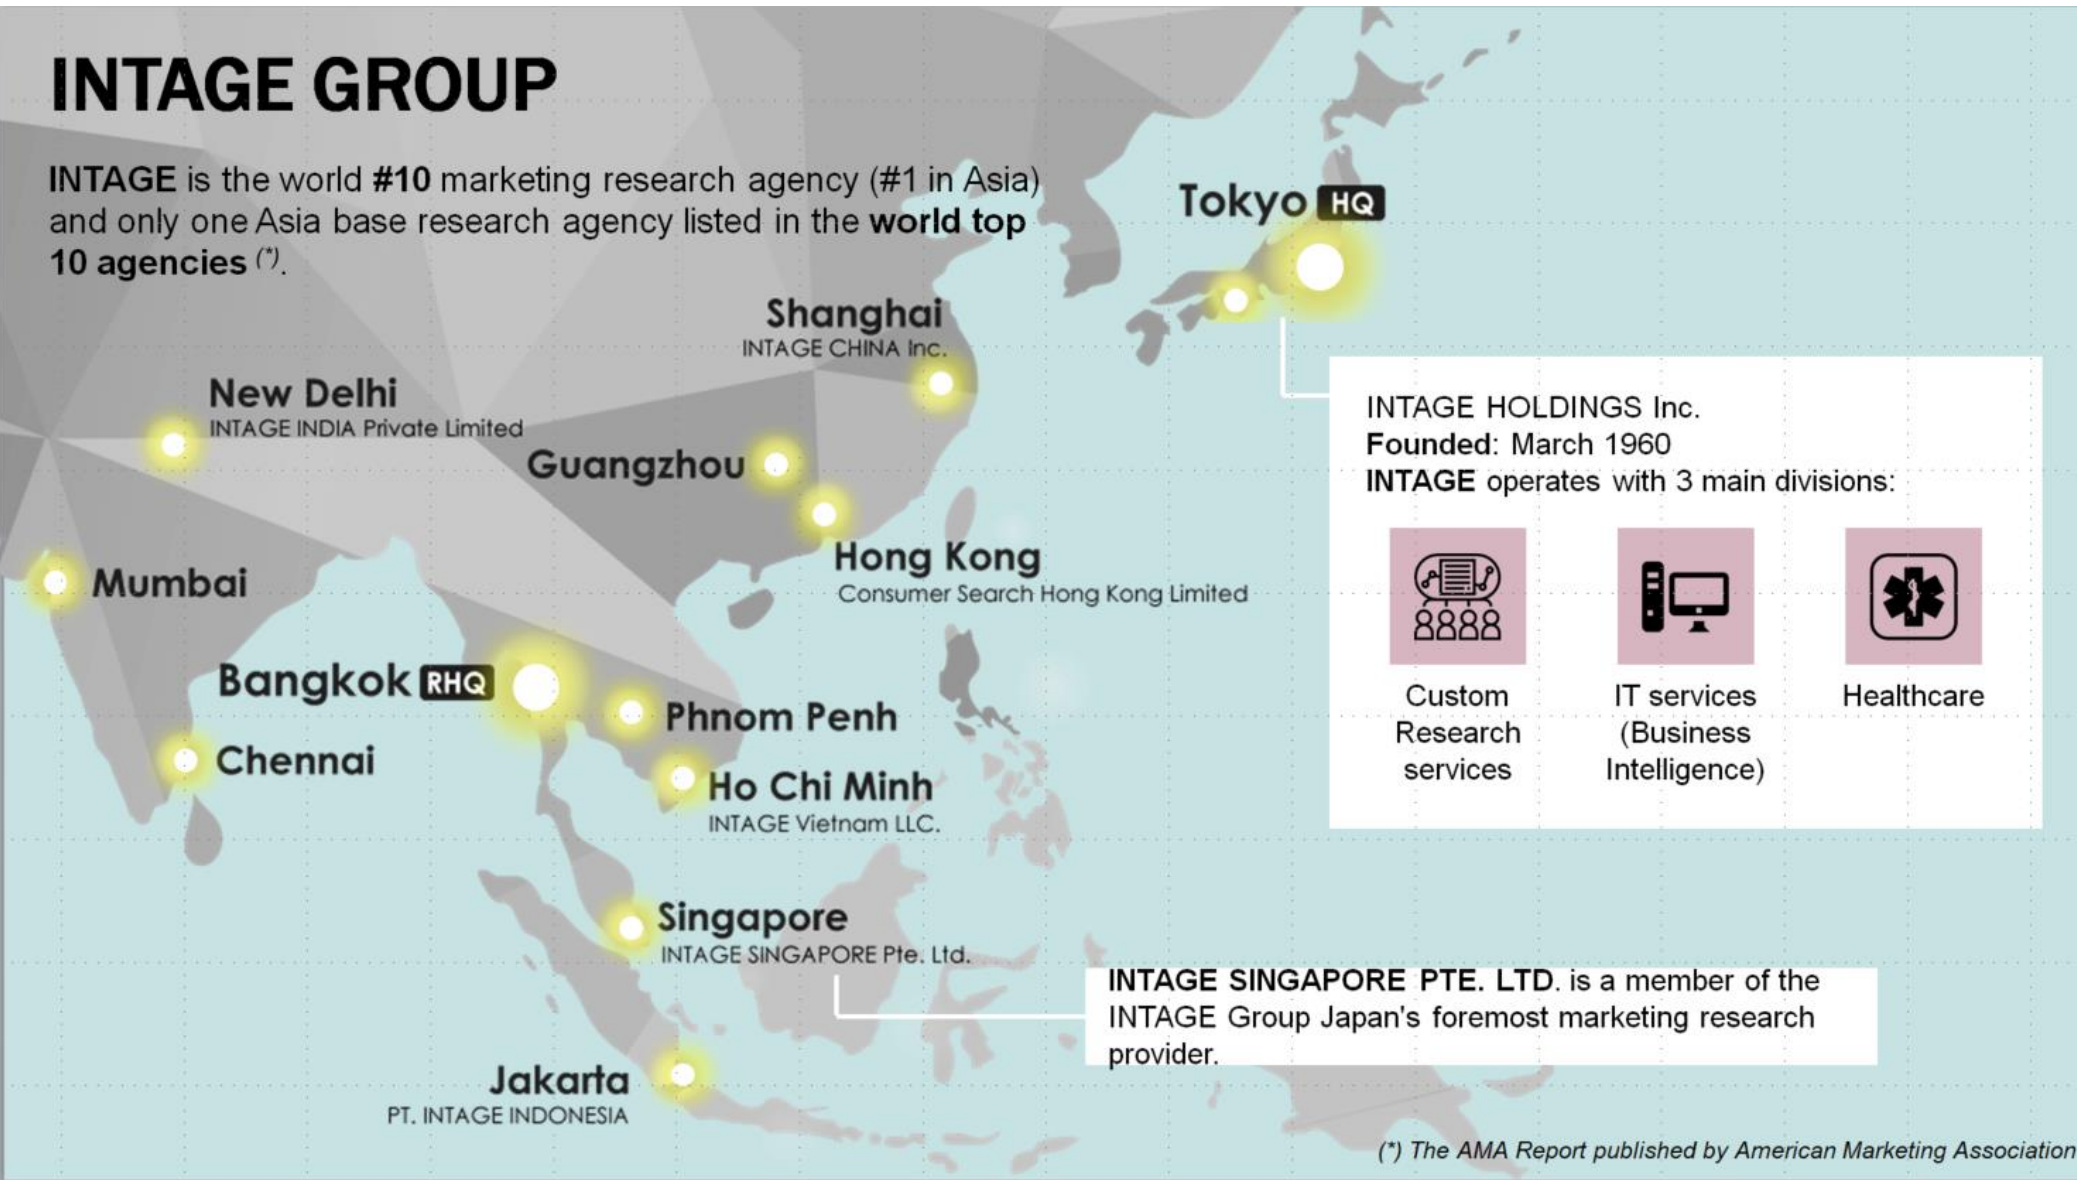 INTAGE GROUP
INTAGE is the world #10 marketing research agency (#1 in Asia)
and only one Asia base research agency listed in the world top
10 agencies (*).
Tokyo HQ
Shanghai
INTAGE CHINA Inc.
New Delhi
INTAGE INDIA Private Limited
Guangzhou
Hong Kong
Consumer Search Hong Kong Limited
Mumbai
Bangkok RHQ
Phnom Penh
Chennai
Ho Chi Minh
INTAGE Vietnam LLC.
Singapore
INTAGE SINGAPORE Pte. Ltd.
Jakarta
PT. INTAGE INDONESIA
INTAGE HOLDINGS Inc.
Founded: March 1960
INTAGE operates with 3 main divisions:
Custom
Research
services
IT services
(Business
Intelligence)
Healthcare
INTAGE SINGAPORE PTE. LTD. is a member of the
INTAGE Group Japan's foremost marketing research
provider.
(*) The AMA Report published by American Marketing Association